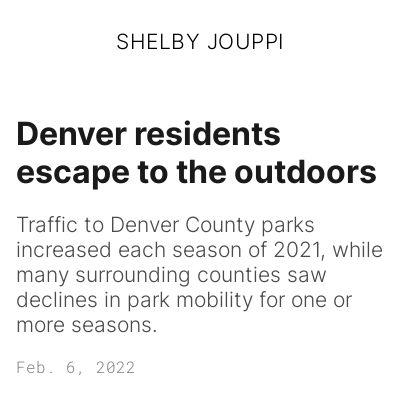 SHELBY JOUPPI
Denver residents
escape to the outdoors
Traffic to Denver County parks
increased each season of 2021, while
many surrounding counties saw
declines in park mobility for one or
more seasons.
Feb. 6, 2022